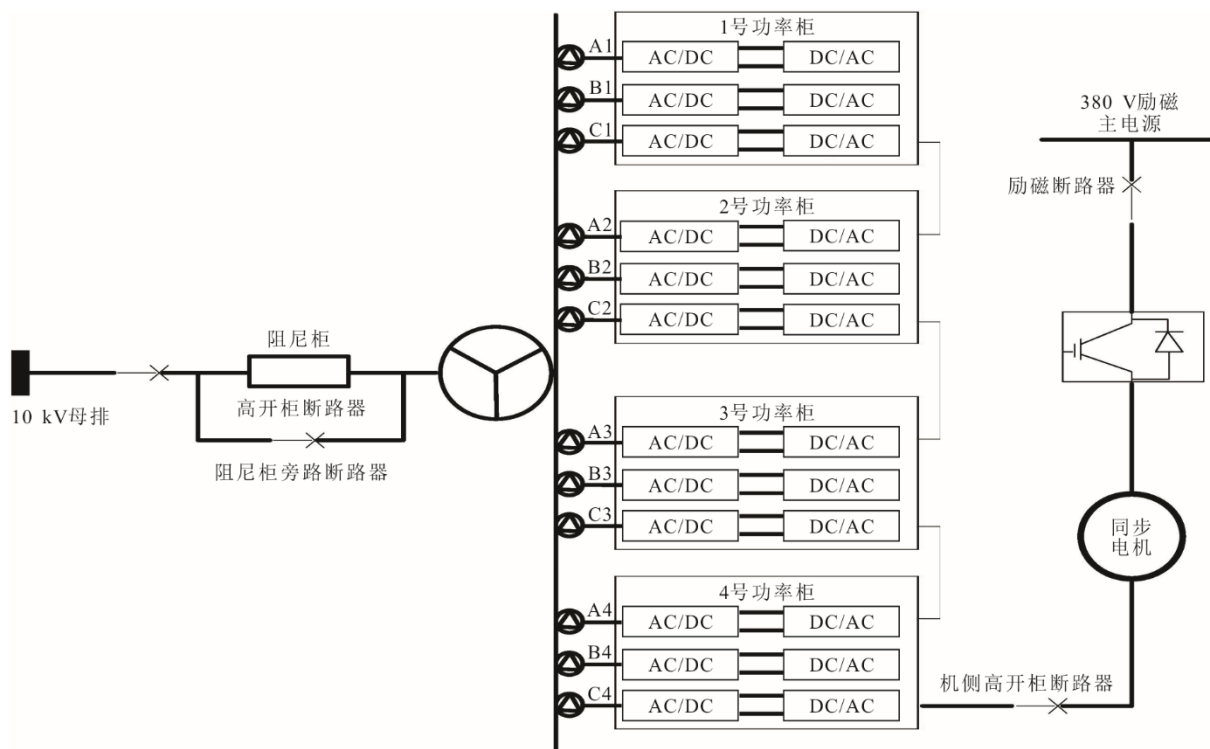 1号功率柜
A1 AC/DC DC/AC
B1 AC/DC DC/AC
C1 AC/DC DC/AC
2号功率柜
A2 AC/DC DC/AC
B2 AC/DC DC/AC
C2 AC/DC DC/AC
3号功率柜
A3 AC/DC DC/AC
B3 AC/DC DC/AC
C3 AC/DC DC/AC
4号功率柜
A4 AC/DC DC/AC
B4 AC/DC DC/AC
C4 AC/DC DC/AC
10 kV母排
阻尼柜
高开柜断路器
阻尼柜旁路断路器
380 V励磁
主电源
励磁断路器
同步
电机
机侧高开柜断路器